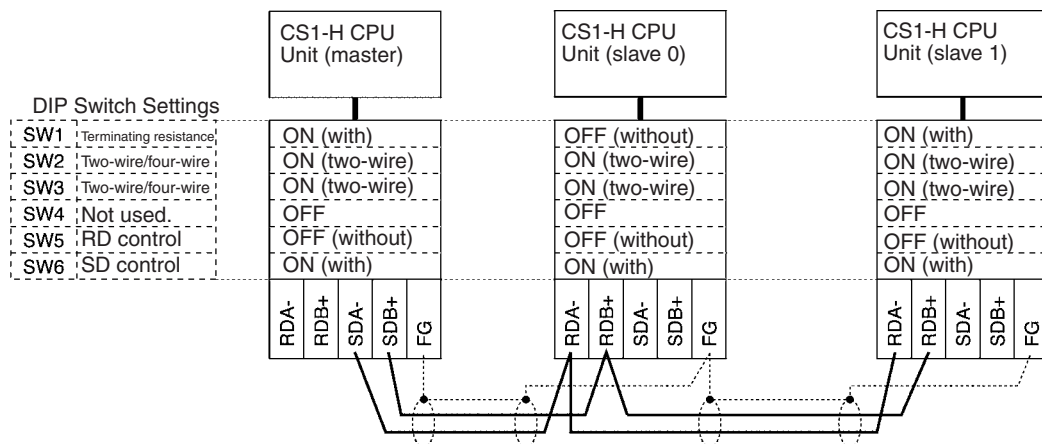 CS1-H CPU
Unit (master)
CS1-H CPU
Unit (slave 0)
CS1-H CPU
Unit (slave 1)
DIP Switch Settings
SW1 Terminating resistance ON (with) OFF (without) ON (with)
SW2 Two-wire/four-wire ON (two-wire) ON (two-wire) ON (two-wire)
SW3 Two-wire/four-wire ON (two-wire) ON (two-wire) ON (two-wire)
SW4 Not used. OFF OFF OFF
SW5 RD control OFF (without) OFF (without) OFF (without)
SW6 SD control ON (with) ON (with) ON (with)
RDA- RDB+ SDA- SDB+ FG RDA- RDB+ SDA- SDB+ FG RDA- RDB+ SDA- SDB+ FG